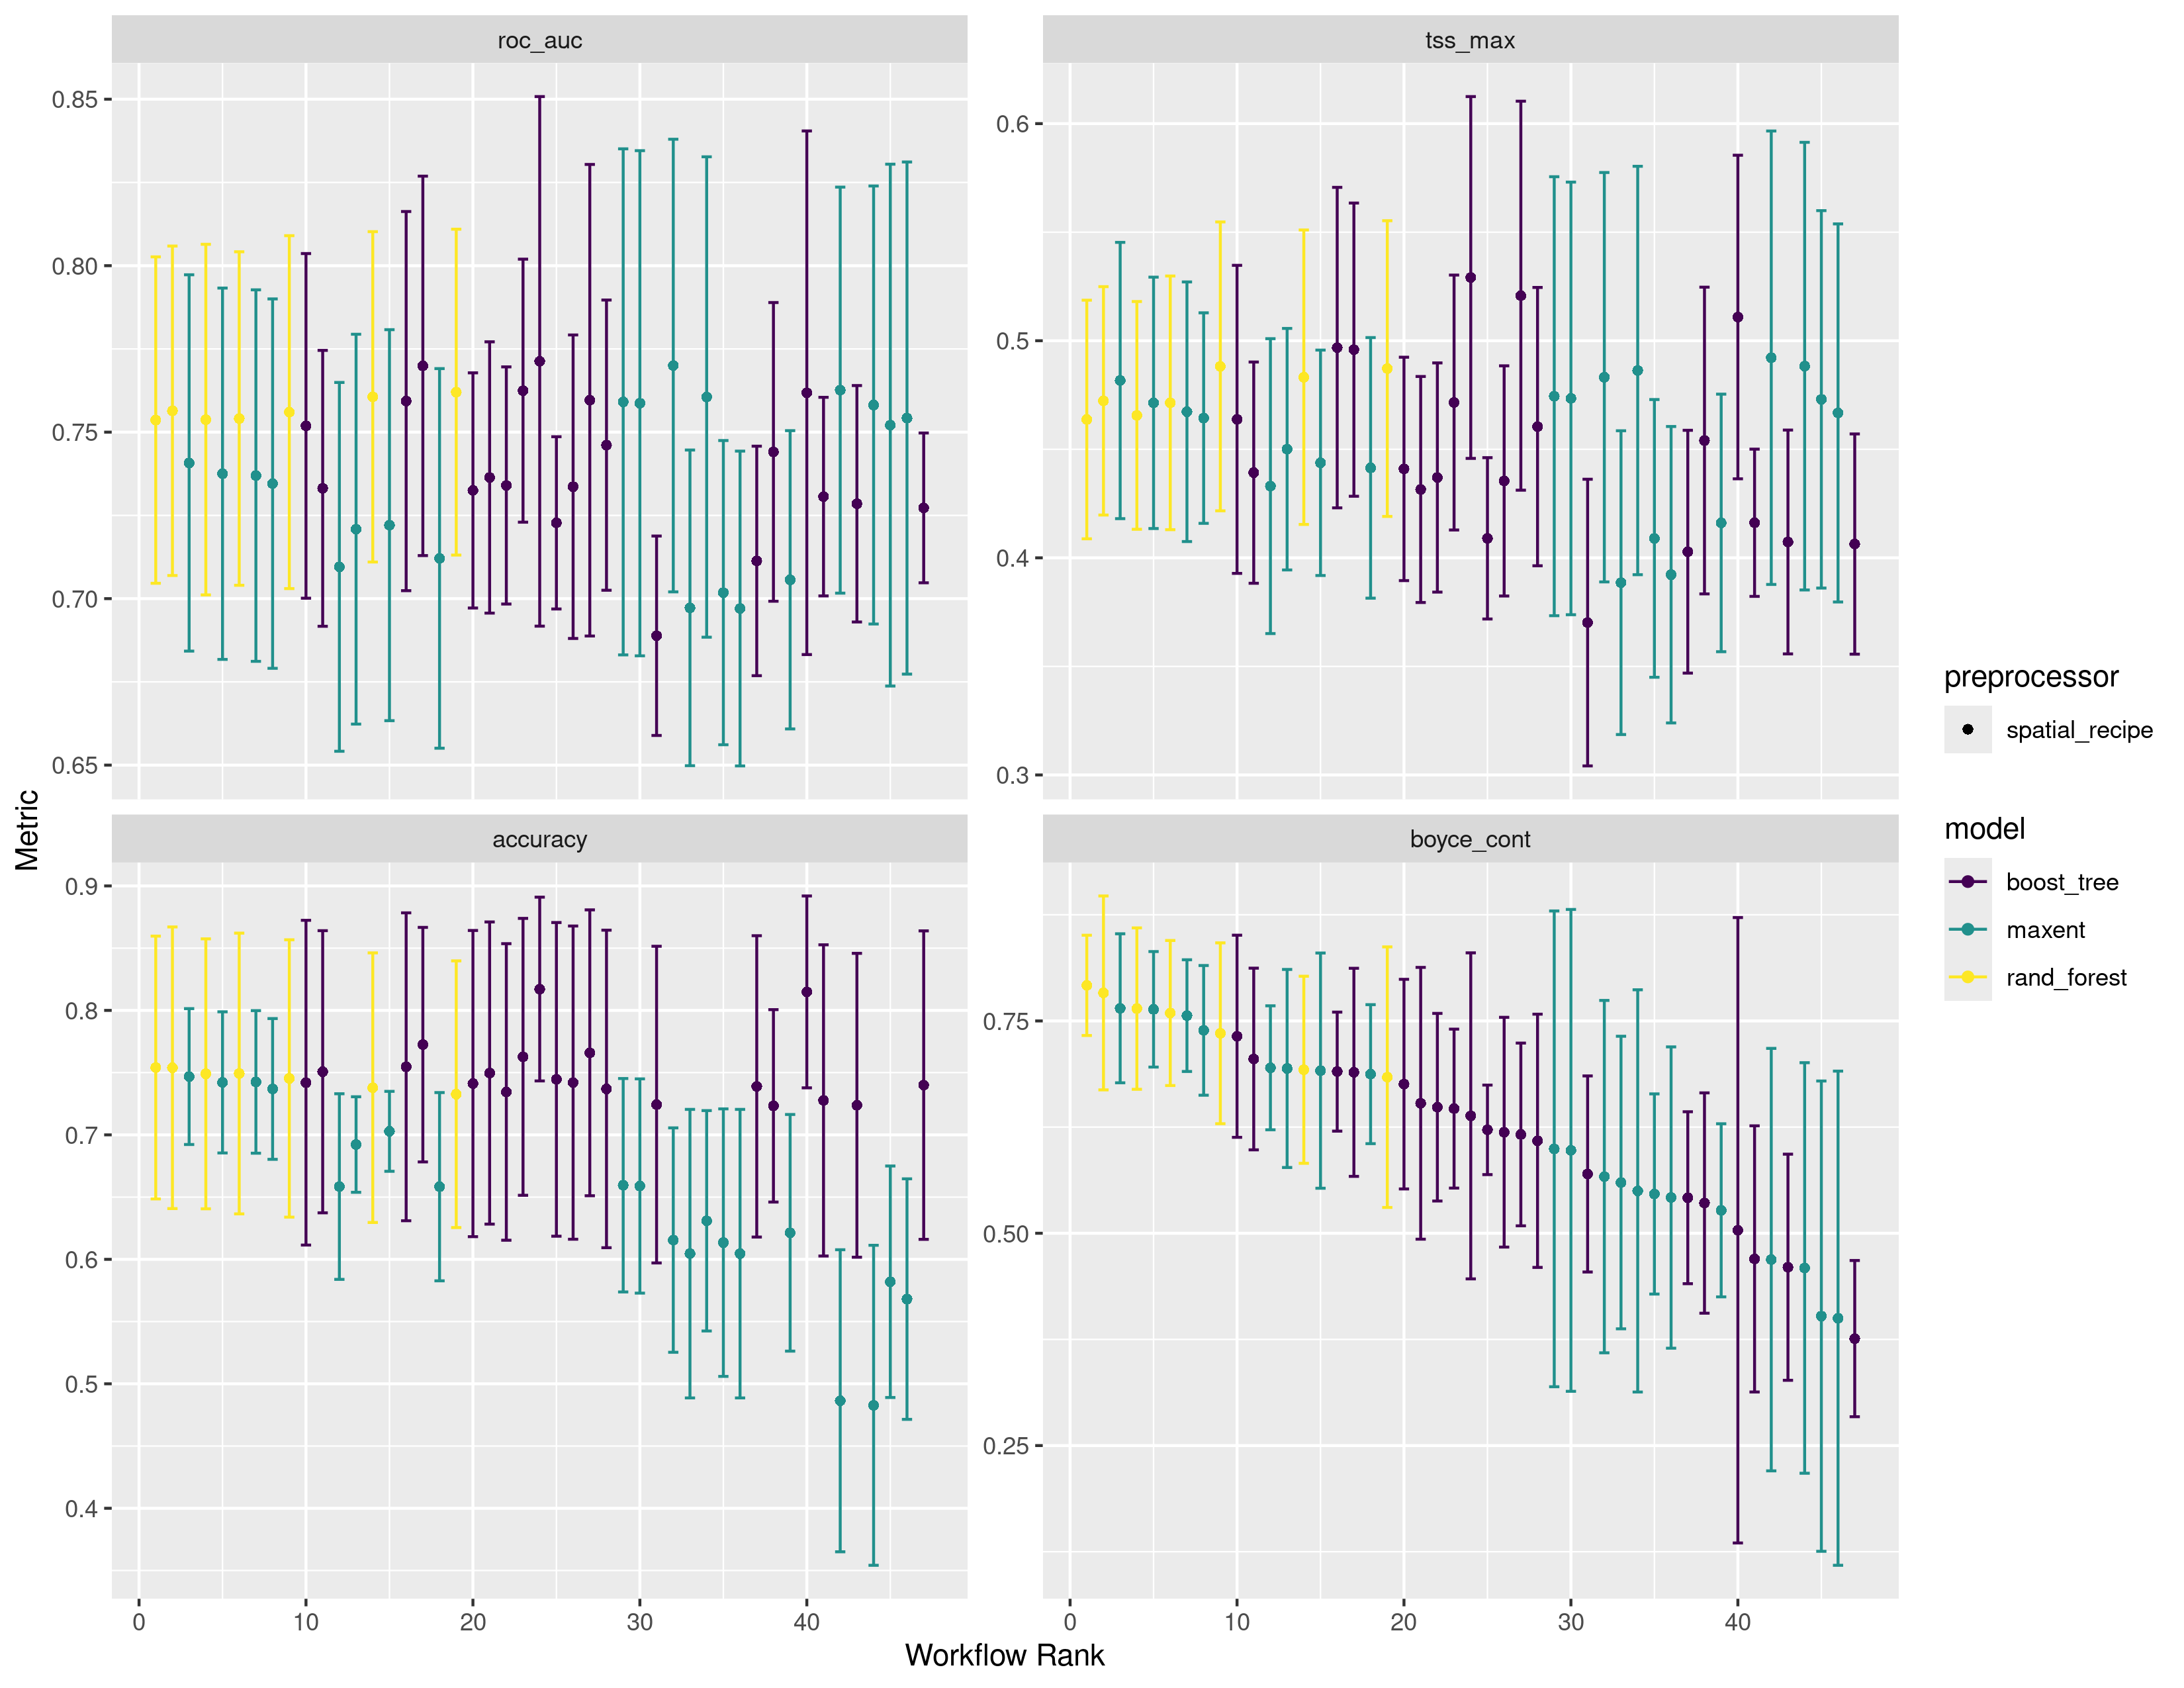 roc_auc
tss_max
0.85
0.80
0.75
0.70
0.65
0.6
0.5
0.4
0.3
accuracy
boyce_cont
0.9
0.8
0.7
0.6
0.5
0.4
0.75
0.50
0.25
0 10 20 30 40
0 10 20 30 40
Workflow Rank
Metric
preprocessor
spatial_recipe
model
boost_tree
maxent
rand_forest